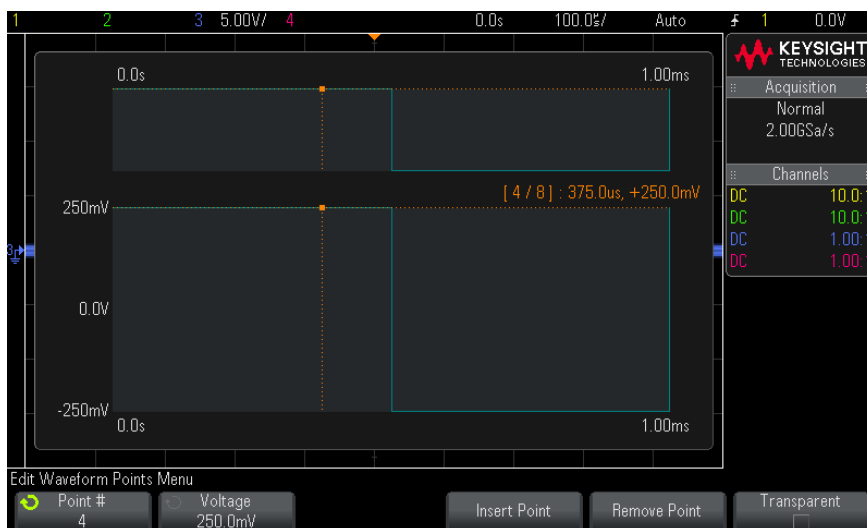 1 2 3 5.00V/ 4 0.0s 100.0㎲/ Auto 1 0.0V
KEYSIGHT
TECHNOLOGIES
Acquisition
Normal
2.00GSa/s
Channels
DC 10.0:
DC 10.0:
DC 1.00:
DC 1.00:
0.0s 1.00ms
[ 4 / 8 ] : 375.0us, +250.0mV
250mV
3
0.0V
-250mV
0.0s 1.00ms
Edit Waveform Points Menu
Point # Voltage Insert Point Remove Point Transparent
4 250.0mV